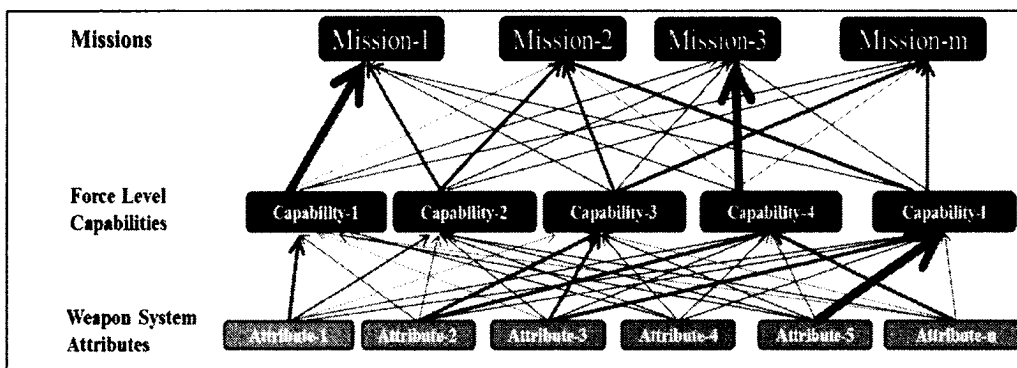 Missions
Mission-1
Mission-2
Mission-3
Mission-m
Force Level
Capabilities
Capability-1
Capability-2
Capability-3
Capability-4
Capability-l
Weapon System
Attributes
Attribute-1
Attribute-2
Attribute-3
Attribute-4
Attribute-5
Attribute-n